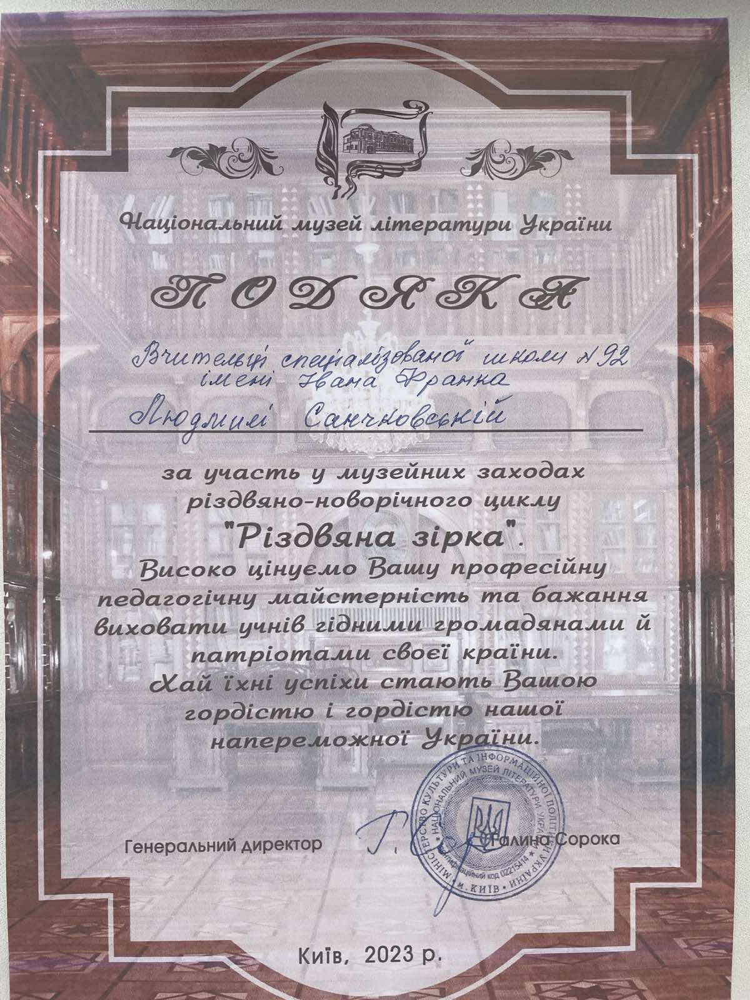 Національний музей літератури України
ПОДЯКА
Вчительці спеціалізованої школи №92
імені Івана Франка
Людмилі Санчковській
за участь у музейних заходах
різдвяно-новорічного циклу
"Різдвяна зірка".
Високо цінуємо Вашу професійну
педагогічну майстерність та бажання
виховати учнів гідними громадянами й
патріотами своєї країни.
Хай їхні успіхи стають Вашою
гордістю і гордістю нашої
напереможної України.
МІНІСТЕРСТВО КУЛЬТУРИ ТА ІНФОРМАЦІЙНОЇ ПОЛІТИКИ УКРАЇНИ
НАЦІОНАЛЬНИЙ МУЗЕЙ ЛІТЕРАТУРИ УКРАЇНИ
Ідентифікаційний код 02215414
м. КИЇВ
Генеральний директор Галина Сорока
Київ, 2023 р.